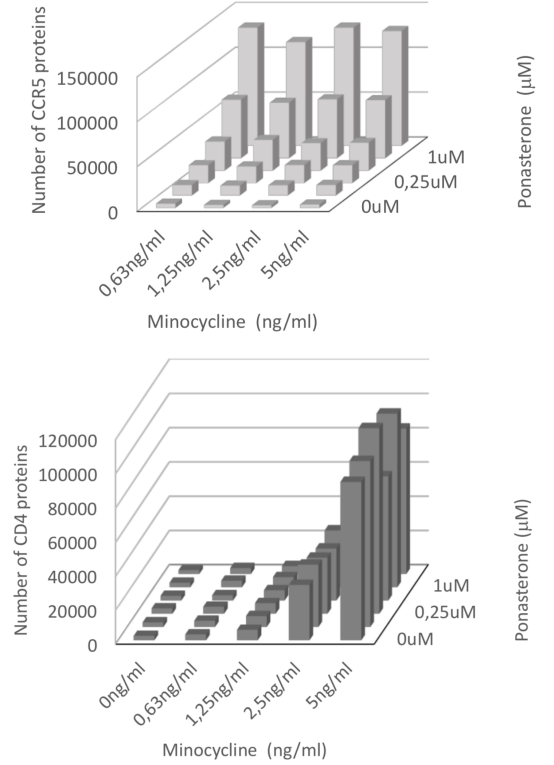 Number of CCR5 proteins
150000
100000
50000
0
1uM
0,25uM
0uM
Ponasterone (µM)
0,63ng/ml
1,25ng/ml
2,5ng/ml
5ng/ml
Minocycline (ng/ml)
Number of CD4 proteins
120000
100000
80000
60000
40000
20000
0
1uM
0,25uM
0uM
Ponasterone (µM)
0ng/ml
0,63ng/ml
1,25ng/ml
2,5ng/ml
5ng/ml
Minocycline (ng/ml)